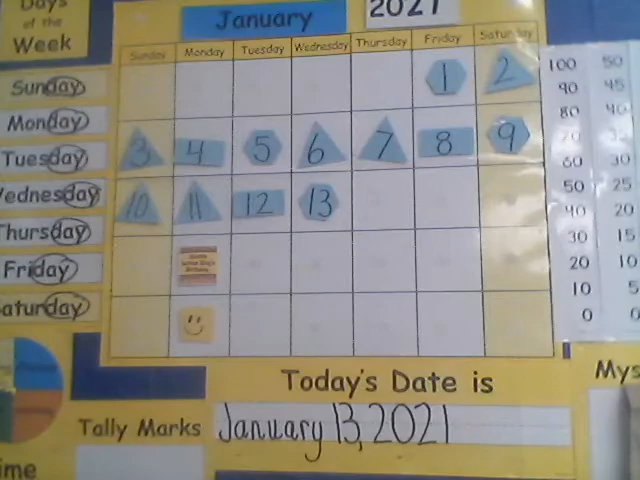 Days
of the
Week
January
2021
Sunday Monday Tuesday Wednesday Thursday Friday Saturday
Sunday
Monday
Tuesday
Wednesday
Thursday
Friday
Saturday
1 2
3 4 5 6 7 8 9
10 11 12 13
100 50
90 45
80 40
70 35
60 30
50 25
40 20
30 15
20 10
10 5
0 0
Today's Date is
January 13, 2021
Tally Marks
Mys
ime